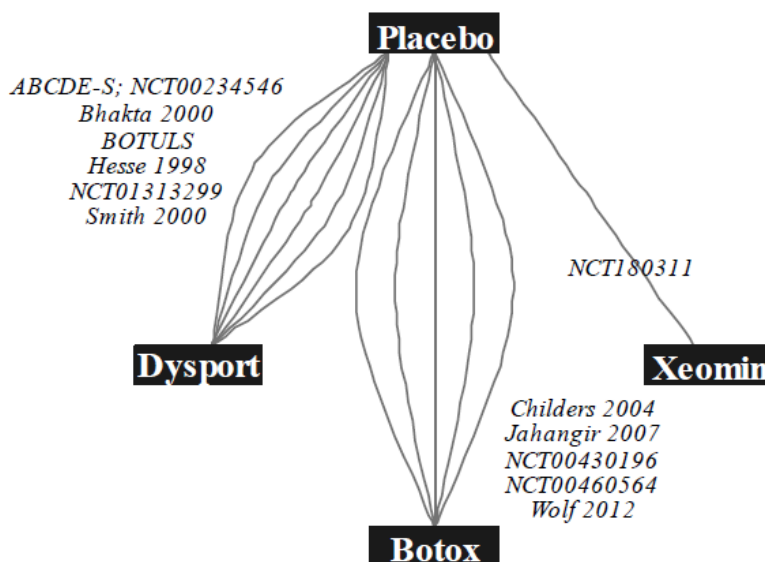 Placebo
ABCDE-S; NCT00234546
Bhakta 2000
BOTULS
Hesse 1998
NCT01313299
Smith 2000
NCT180311
Dysport
Xeomin
Childers 2004
Jahangir 2007
NCT00430196
NCT00460564
Wolf 2012
Botox